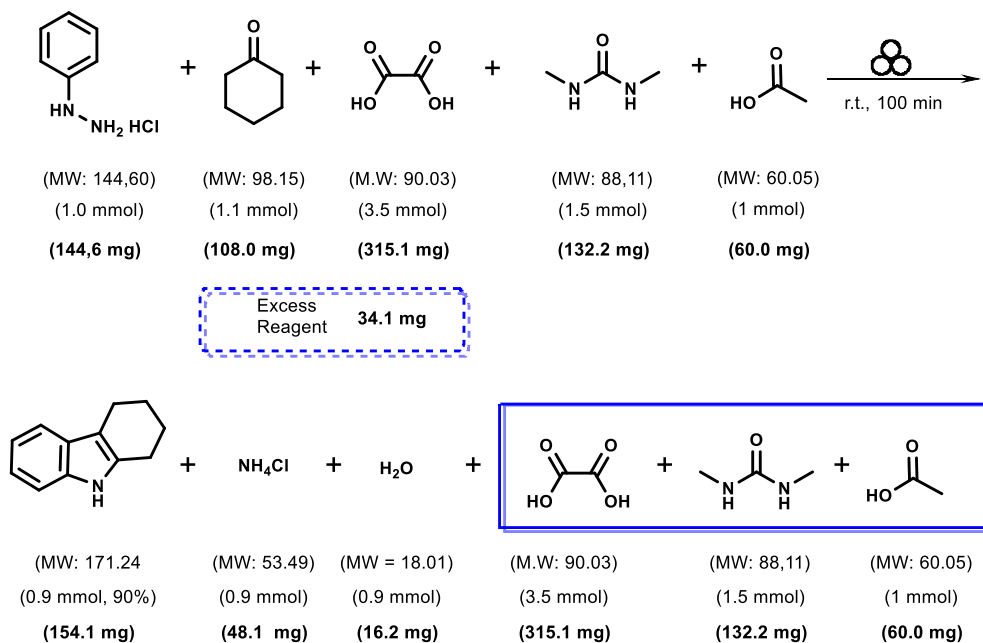 O
O
O
O
O
HN
NH2 HCl
HO
OH
N
H
N
H
HO
+
+
+
+
r.t., 100 min
(MW: 144,60)
(MW: 98.15)
(M.W: 90.03)
(MW: 88,11)
(MW: 60.05)
(1.0 mmol)
(1.1 mmol)
(3.5 mmol)
(1.5 mmol)
(1 mmol)
(144,6 mg)
(108.0 mg)
(315.1 mg)
(132.2 mg)
(60.0 mg)
Excess
Reagent
34.1 mg
N
H
+
NH4Cl
+
H2O
+
O
O
HO
OH
+
O
N
H
N
H
+
O
HO
(MW: 171.24
(MW: 53.49)
(MW = 18.01)
(M.W: 90.03)
(MW: 88,11)
(MW: 60.05)
(0.9 mmol, 90%)
(0.9 mmol)
(0.9 mmol)
(3.5 mmol)
(1.5 mmol)
(1 mmol)
(154.1 mg)
(48.1 mg)
(16.2 mg)
(315.1 mg)
(132.2 mg)
(60.0 mg)